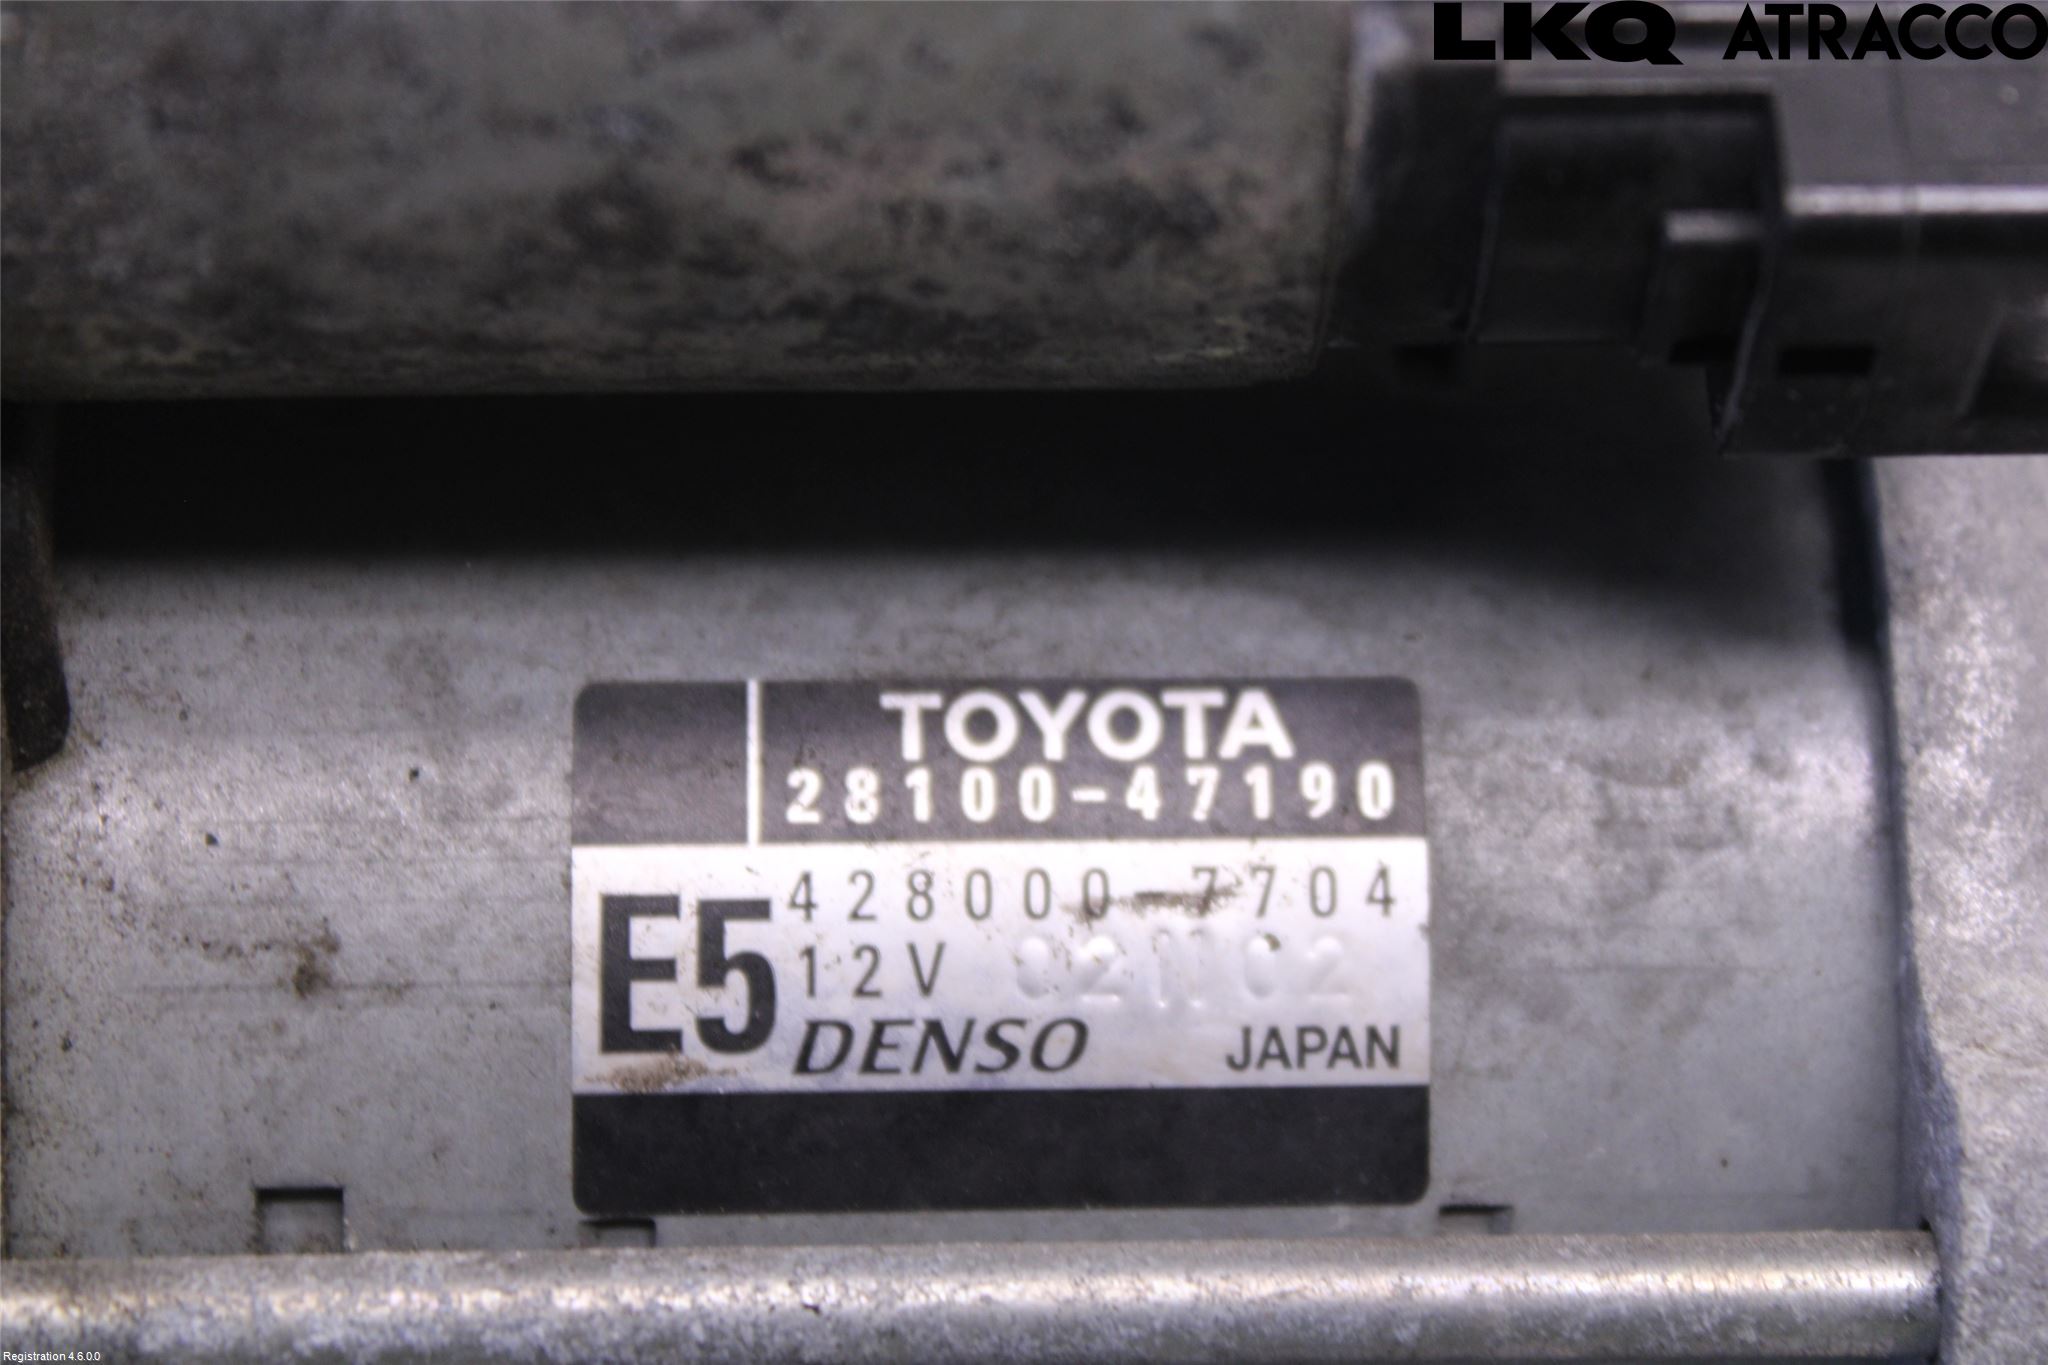 LKQ ATRACCO
TOYOTA
28100-47190
E5
428000-7704
12V
DENSO JAPAN
Registration 4.6.0.0